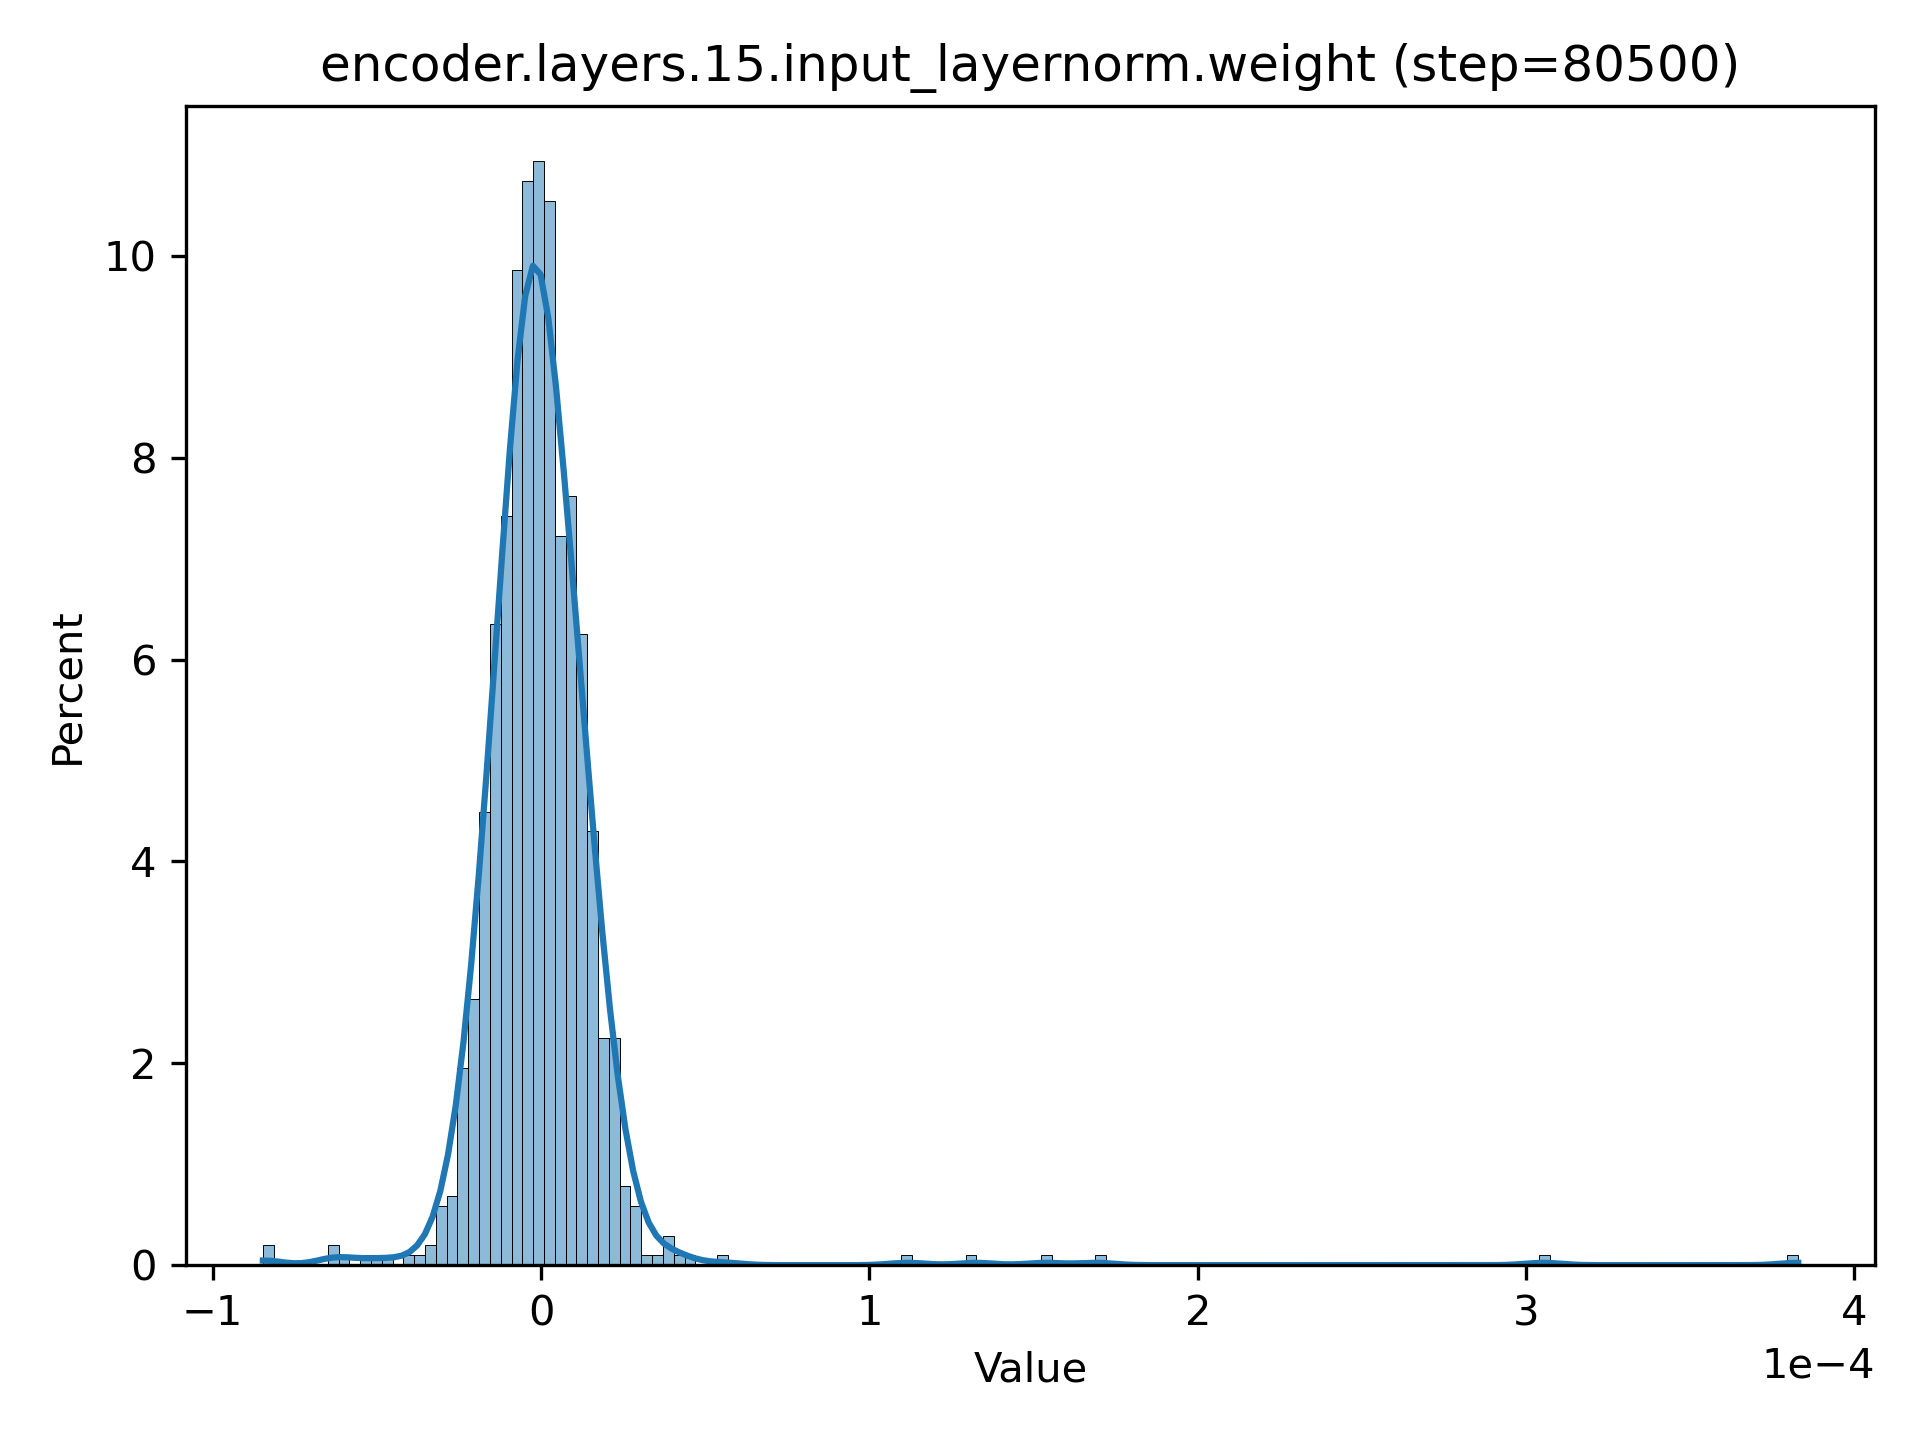 encoder.layers.15.input_layernorm.weight (step=80500)
10
8
6
4
2
0
Percent
−1 0 1 2 3 4
1e−4
Value